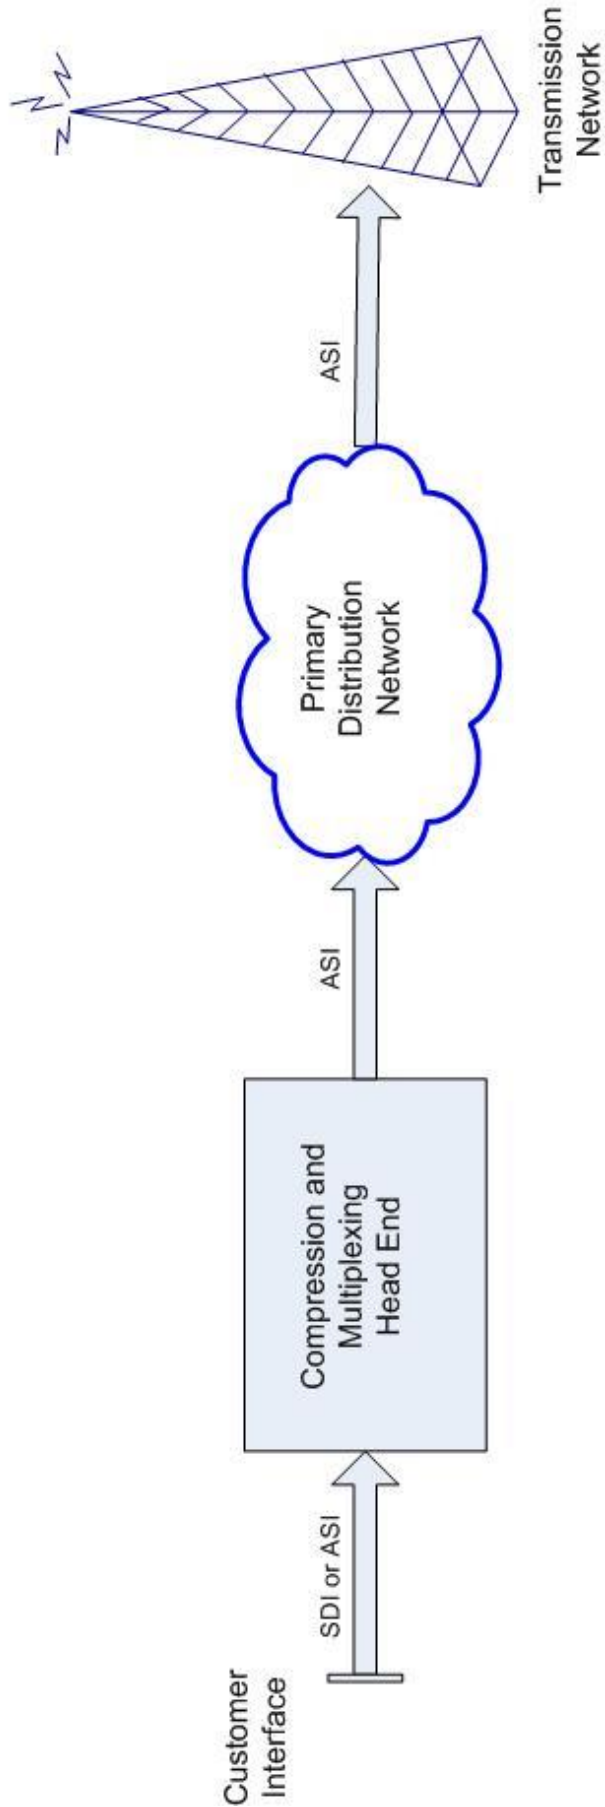 Customer
Interface
SDI or ASI
Compression and
Multiplexing
Head End
ASI
Primary
Distribution
Network
ASI
Transmission
Network